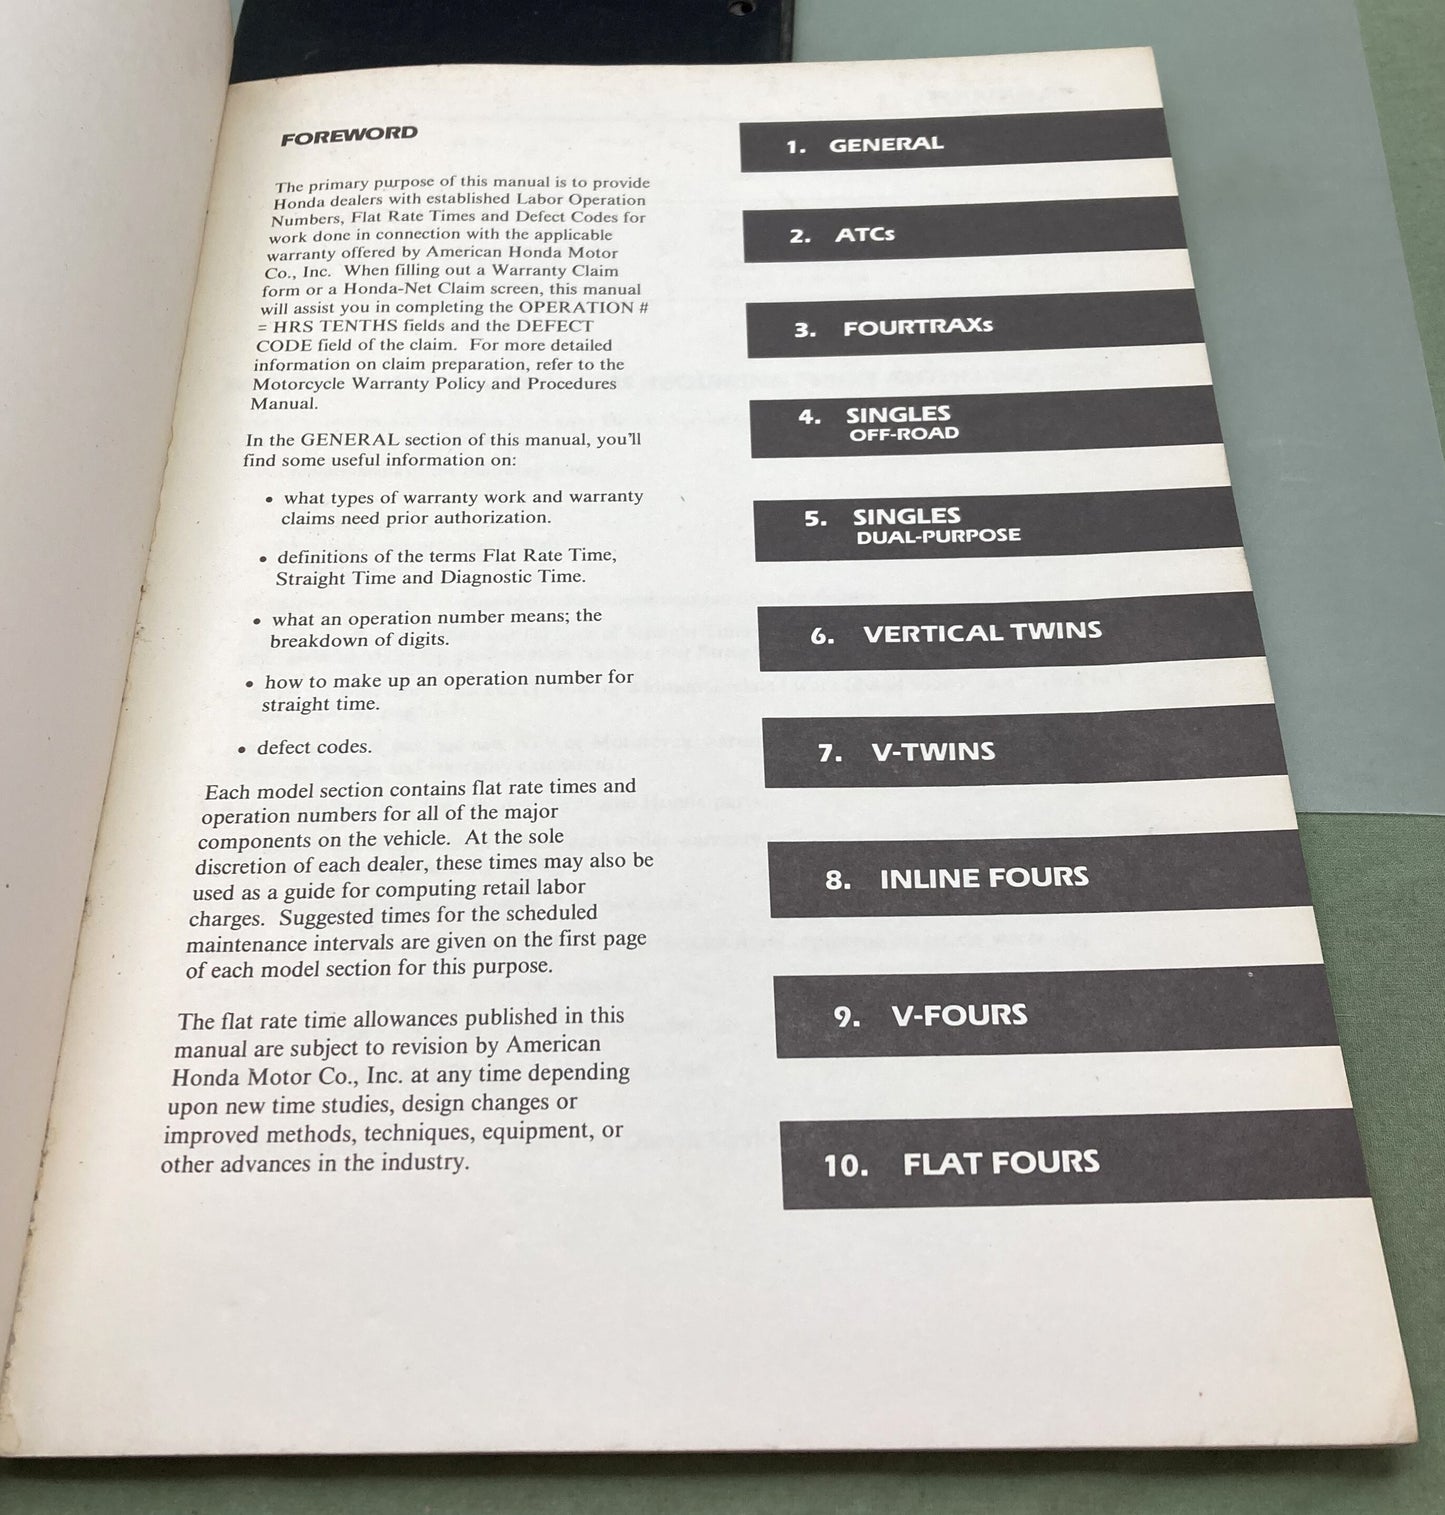 FOREWORD
The primary purpose of this manual is to provide
Honda dealers with established Labor Operation
Numbers, Flat Rate Times and Defect Codes for
work done in connection with the applicable
warranty offered by American Honda Motor
Co., Inc. When filling out a Warranty Claim
form or a Honda-Net Claim screen, this manual
will assist you in completing the OPERATION #
= HRS TENTHS fields and the DEFECT
CODE field of the claim. For more detailed
information on claim preparation, refer to the
Motorcycle Warranty Policy and Procedures
Manual.
In the GENERAL section of this manual, you'll
find some useful information on:
• what types of warranty work and warranty
claims need prior authorization.
• definitions of the terms Flat Rate Time,
Straight Time and Diagnostic Time.
• what an operation number means; the
breakdown of digits.
• how to make up an operation number for
straight time.
• defect codes.
Each model section contains flat rate times and
operation numbers for all of the major
components on the vehicle. At the sole
discretion of each dealer, these times may also be
used as a guide for computing retail labor
charges. Suggested times for the scheduled
maintenance intervals are given on the first page
of each model section for this purpose.
The flat rate time allowances published in this
manual are subject to revision by American
Honda Motor Co., Inc. at any time depending
upon new time studies, design changes or
improved methods, techniques, equipment, or
other advances in the industry.
1. GENERAL
2. ATCs
3. FOURTRAXs
4. SINGLES
OFF-ROAD
5. SINGLES
DUAL-PURPOSE
6. VERTICAL TWINS
7. V-TWINS
8. INLINE FOURS
9. V-FOURS
10. FLAT FOURS